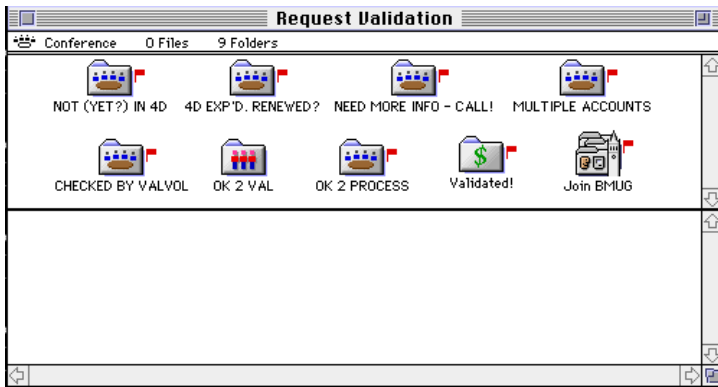 Request Validation
Conference 0 Files 9 Folders
NOT (YET?) IN 4D 4D EXP'D. RENEWED? NEED MORE INFO - CALL! MULTIPLE ACCOUNTS
$
CHECKED BY VALVOL OK 2 VAL OK 2 PROCESS Validated! Join BMUG